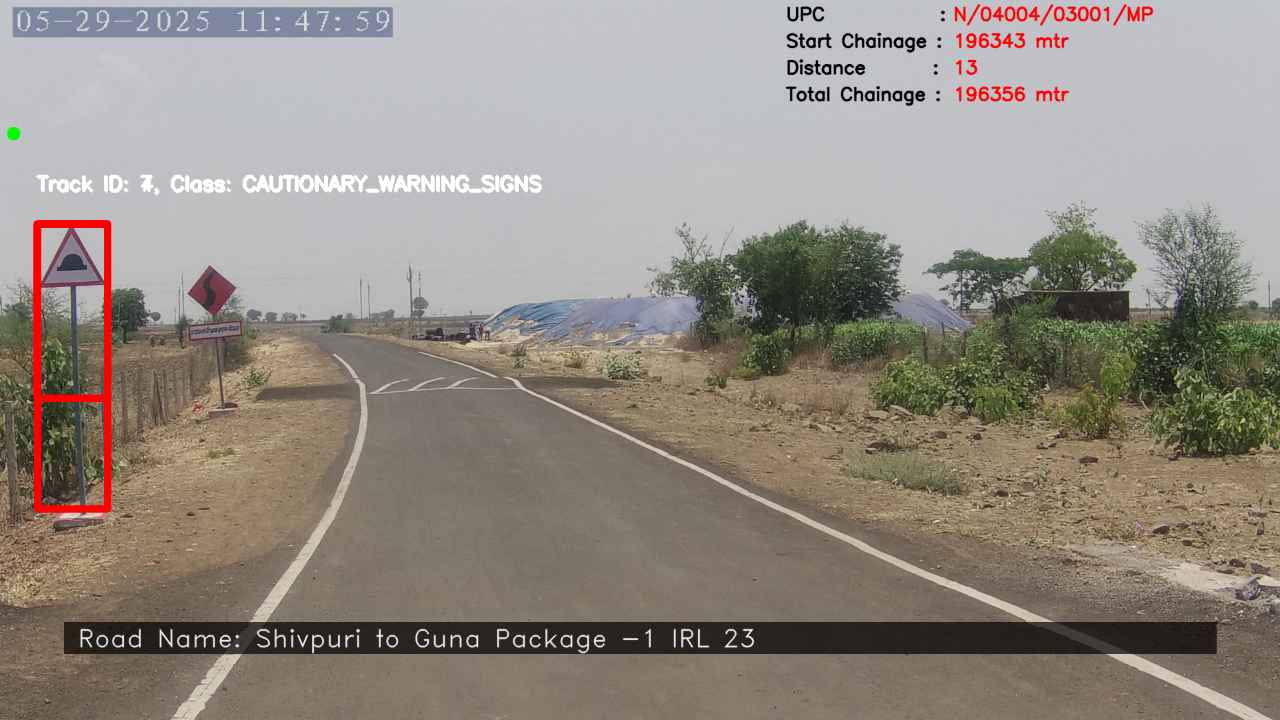 05-29-2025 11:47:59
UPC : N/04004/03001/MP
Start Chainage : 196343 mtr
Distance : 13
Total Chainage : 196356 mtr
Track ID: 7, Class: CAUTIONARY_WARNING_SIGNS
Road Name: Shivpuri to Guna Package -1 IRL 23